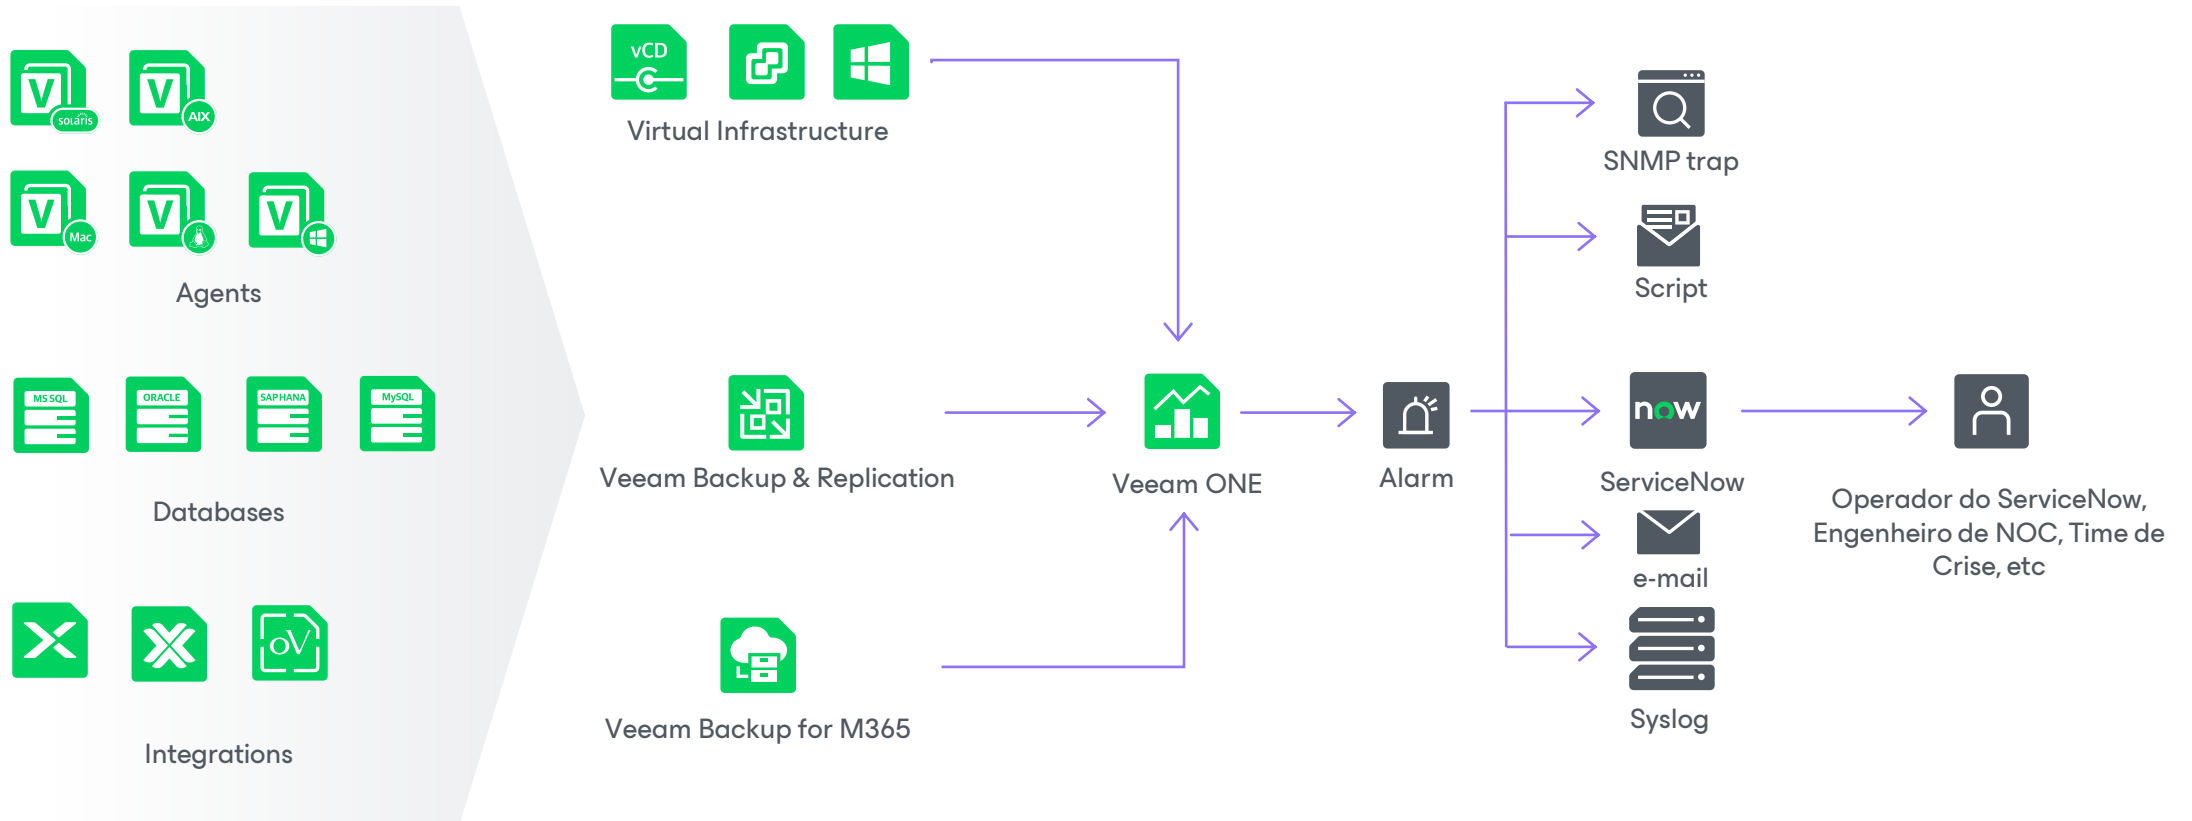 solaris
AIX
Mac
Agents
MS SQL
ORACLE
SAP HANA
MySQL
Databases
oV
Integrations
vCD
Virtual Infrastructure
Veeam Backup & Replication
Veeam Backup for M365
Veeam ONE
Alarm
SNMP trap
Script
now
ServiceNow
e-mail
Syslog
Operador do ServiceNow,
Engenheiro de NOC, Time de
Crise, etc